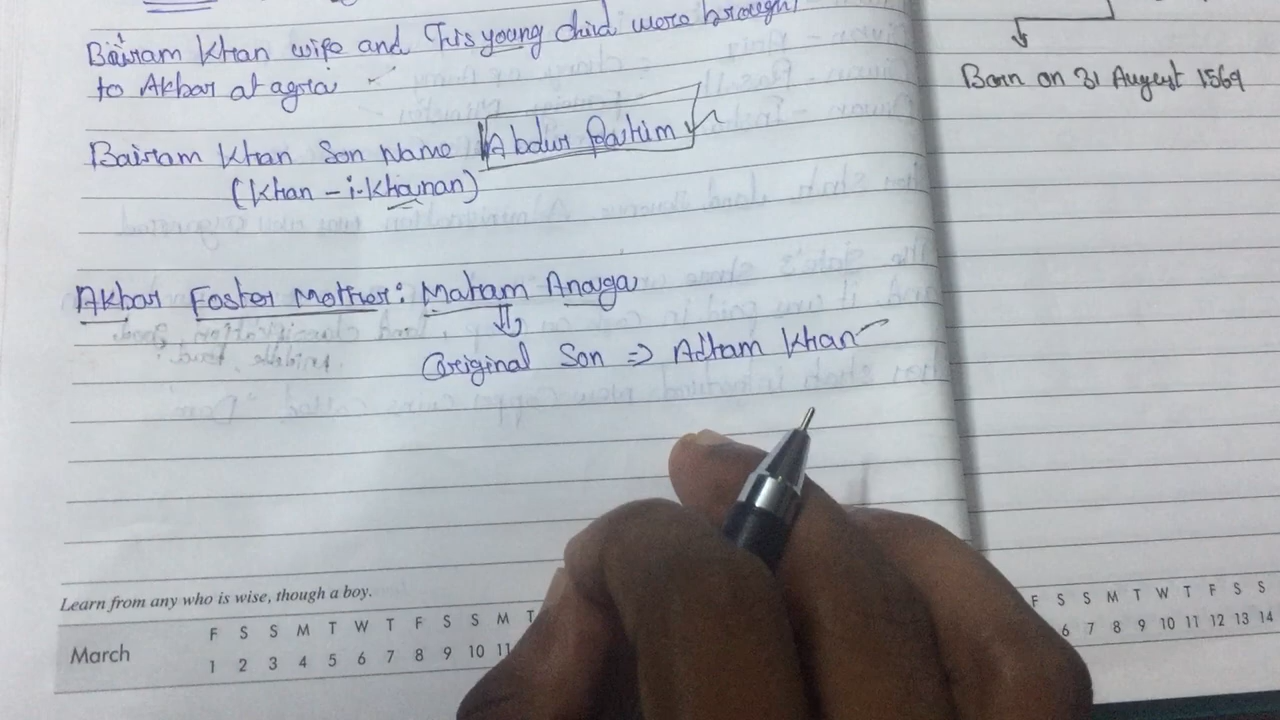 Bairam Khan wife and This young child were brought
to Akbar at agria
Bairam Khan Son Name Abdur Rahim
(Khan-i-Khanan)
Akbar Foster Mother: Maham Anaga
Original Son => Adham Khan
Born on 31 August 1569
Learn from any who is wise, though a boy.
F S S M T W T F S S M T
March 1 2 3 4 5 6 7 8 9 10 11
F S S M T W T F S S
6 7 8 9 10 11 12 13 14